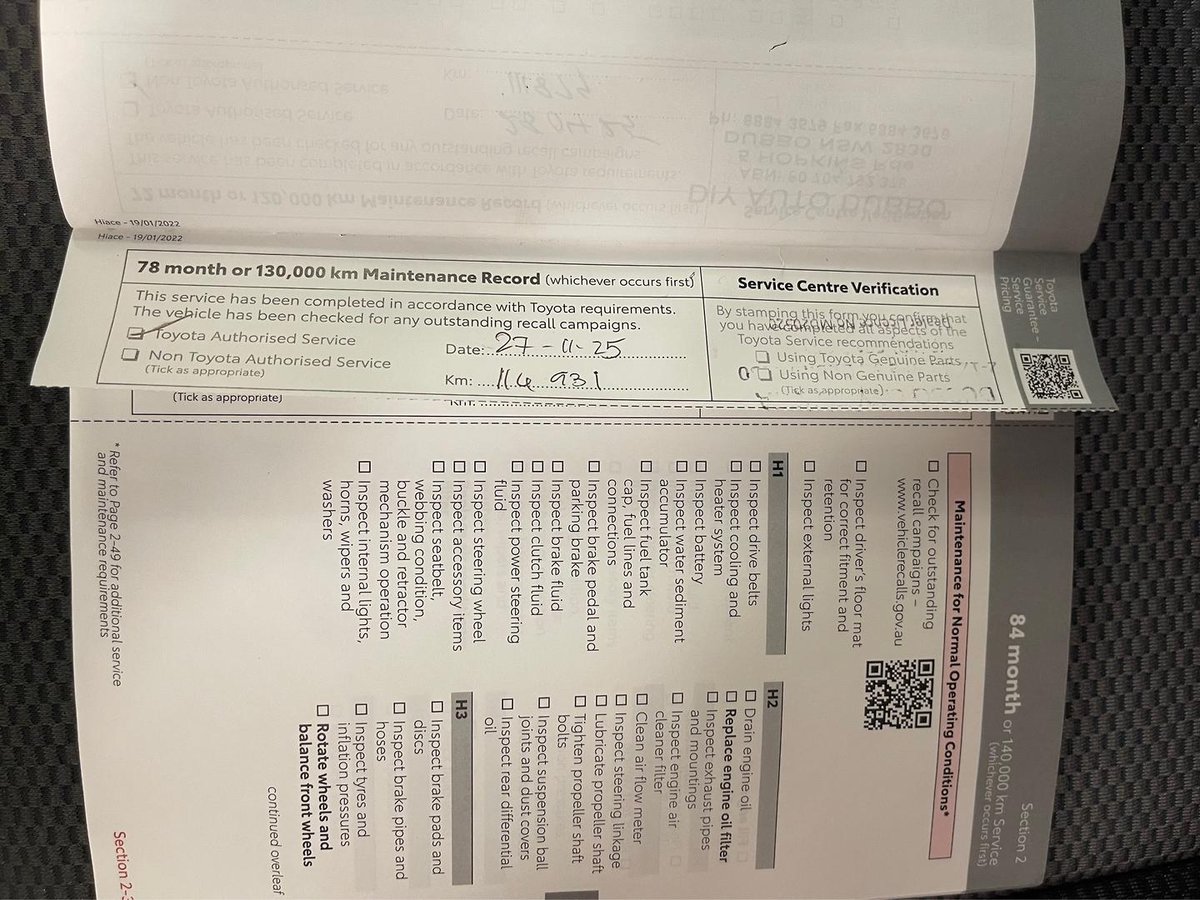 Hiace – 19/01/2022
Hiace – 19/01/2022
78 month or 130,000 km Maintenance Record (whichever occurs first)
This service has been completed in accordance with Toyota requirements.
The vehicle has been checked for any outstanding recall campaigns.
Toyota Authorised Service
Non Toyota Authorised Service
(Tick as appropriate)
Date: 27-11-25
Km: 114 931
Service Centre Verification
By stamping this form you confirm that
you have completed all aspects of the
Toyota Service recommendations
Using Toyota Genuine Parts
Using Non Genuine Parts
(Tick as appropriate)
Toyota
Service
Guarantee –
Service
Pricing
(Tick as appropriate)
Section 2
84 month or 140,000 km Service
(whichever occurs first)
Maintenance for Normal Operating Conditions*
Check for outstanding
recall campaigns –
www.vehiclerecalls.gov.au
Inspect driver's floor mat
for correct fitment and
retention
Inspect external lights
H1
Inspect drive belts
Inspect cooling and
heater system
Inspect battery
Inspect water sediment
accumulator
Inspect fuel tank
cap, fuel lines and
connections
Inspect brake pedal and
parking brake
Inspect brake fluid
Inspect clutch fluid
Inspect power steering
fluid
Inspect steering wheel
Inspect accessory items
Inspect seatbelt,
webbing condition,
buckle and retractor
mechanism operation
Inspect internal lights,
horns, wipers and
washers
H2
Drain engine oil
Replace engine oil filter
Inspect exhaust pipes
and mountings
Inspect engine air
cleaner filter
Clean air flow meter
Inspect steering linkage
Lubricate propeller shaft
Tighten propeller shaft
bolts
Inspect suspension ball
joints and dust covers
Inspect rear differential
oil
H3
Inspect brake pads and
discs
Inspect brake pipes and
hoses
Inspect tyres and
inflation pressures
Rotate wheels and
balance front wheels
continued overleaf
* Refer to Page 2-49 for additional service
and maintenance requirements
Section 2-